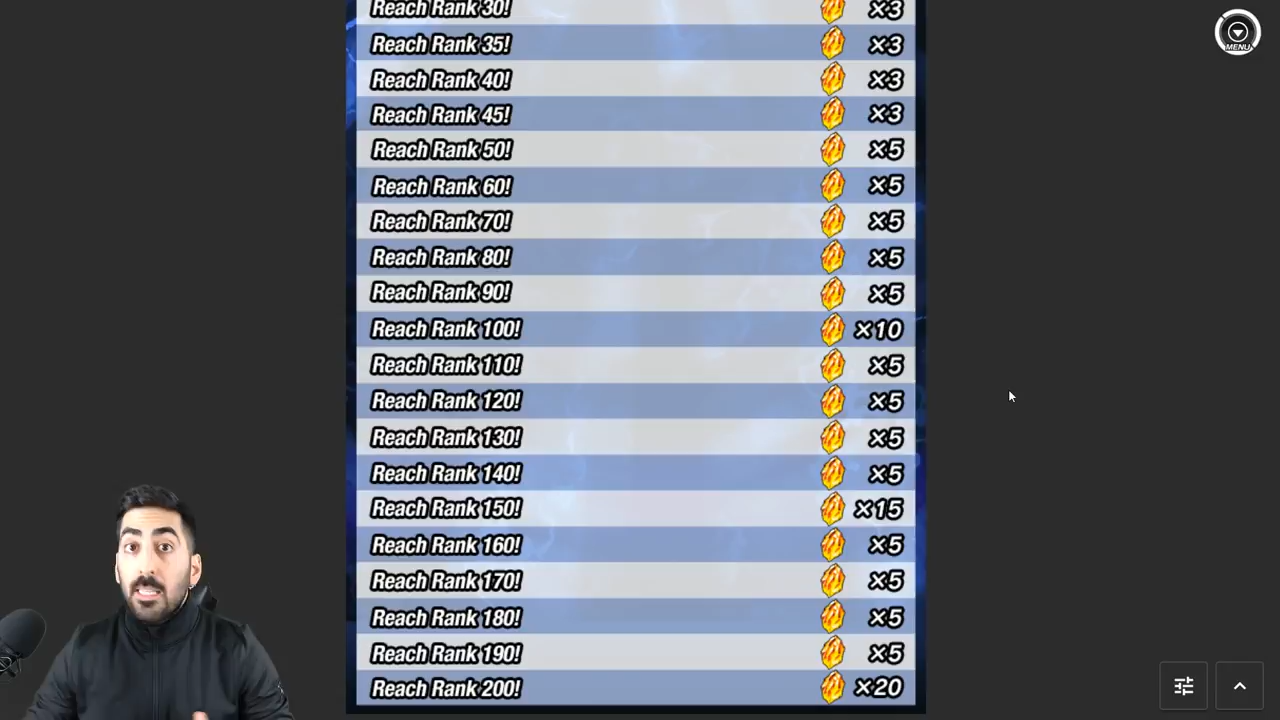 MENU
Reach Rank 30! ×3
Reach Rank 35! ×3
Reach Rank 40! ×3
Reach Rank 45! ×3
Reach Rank 50! ×5
Reach Rank 60! ×5
Reach Rank 70! ×5
Reach Rank 80! ×5
Reach Rank 90! ×5
Reach Rank 100! ×10
Reach Rank 110! ×5
Reach Rank 120! ×5
Reach Rank 130! ×5
Reach Rank 140! ×5
Reach Rank 150! ×15
Reach Rank 160! ×5
Reach Rank 170! ×5
Reach Rank 180! ×5
Reach Rank 190! ×5
Reach Rank 200! ×20